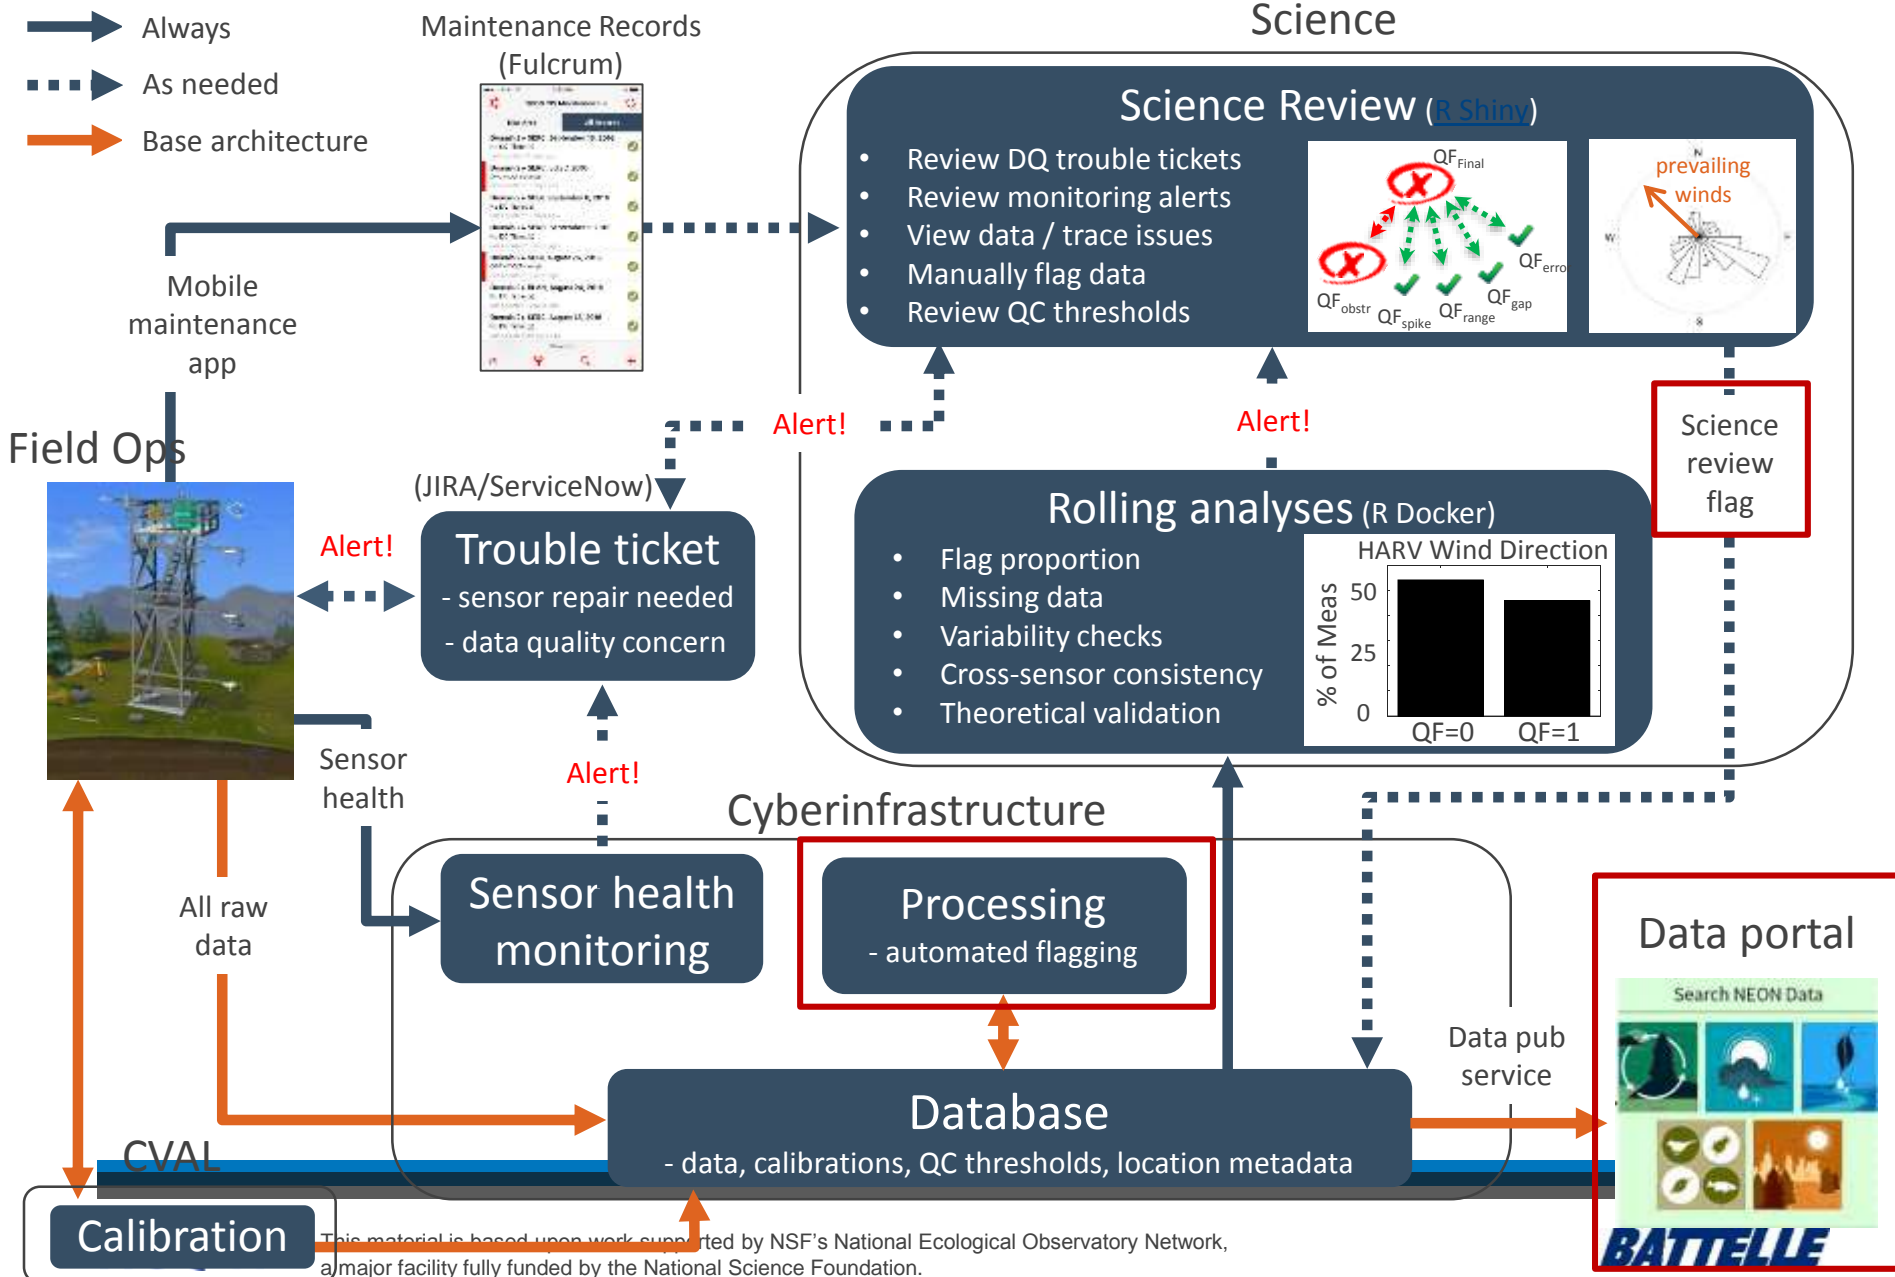 Always
As needed
Base architecture
Maintenance Records
(Fulcrum)
Science
Science Review (R Shiny)
• Review DQ trouble tickets
• Review monitoring alerts
• View data / trace issues
• Manually flag data
• Review QC thresholds
QFFinal
QFobstr
QFspike
QFrange
QFgap
QFerror
N
prevailing
winds
W
Mobile
maintenance
app
Alert!
Alert!
Science
review
flag
Field Ops
(JIRA/ServiceNow)
Alert!
Trouble ticket
- sensor repair needed
- data quality concern
Rolling analyses (R Docker)
• Flag proportion
• Missing data
• Variability checks
• Cross-sensor consistency
• Theoretical validation
HARV Wind Direction
% of Meas
50
25
0
QF=0 QF=1
Sensor
health
Alert!
Cyberinfrastructure
Sensor health
monitoring
Processing
- automated flagging
All raw
data
Data portal
Search NEON Data
Data pub
service
Database
- data, calibrations, QC thresholds, location metadata
CVAL
Calibration
This material is based upon work supported by NSF's National Ecological Observatory Network,
a major facility fully funded by the National Science Foundation.
BATTELLE